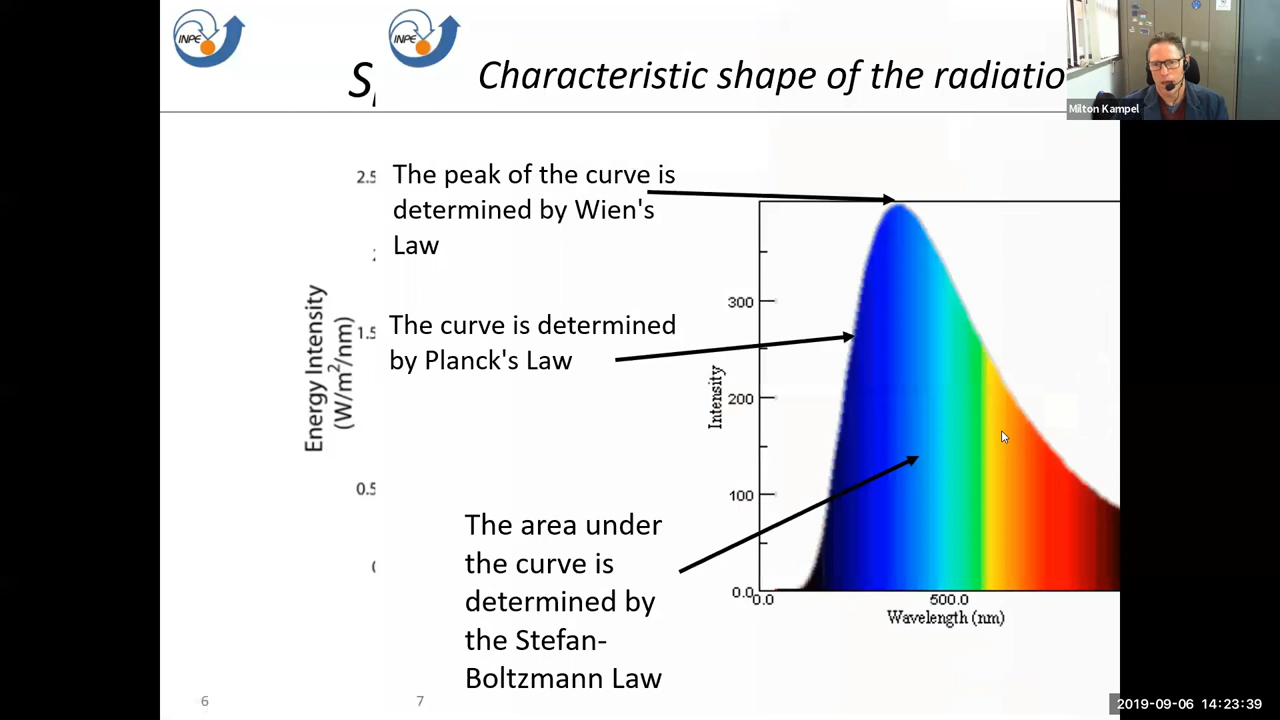 INPE
INPE
S
Characteristic shape of the radiatio
Milton Kampel
2.5
The peak of the curve is
determined by Wien's
Law
1.5
The curve is determined
by Planck's Law
Energy Intensity
(W/m²/nm)
0.5
The area under
the curve is
determined by
the Stefan-
Boltzmann Law
Intensity
300
200
100
0.0
0.0
500.0
Wavelength (nm)
6
7
2019-09-06 14:23:39